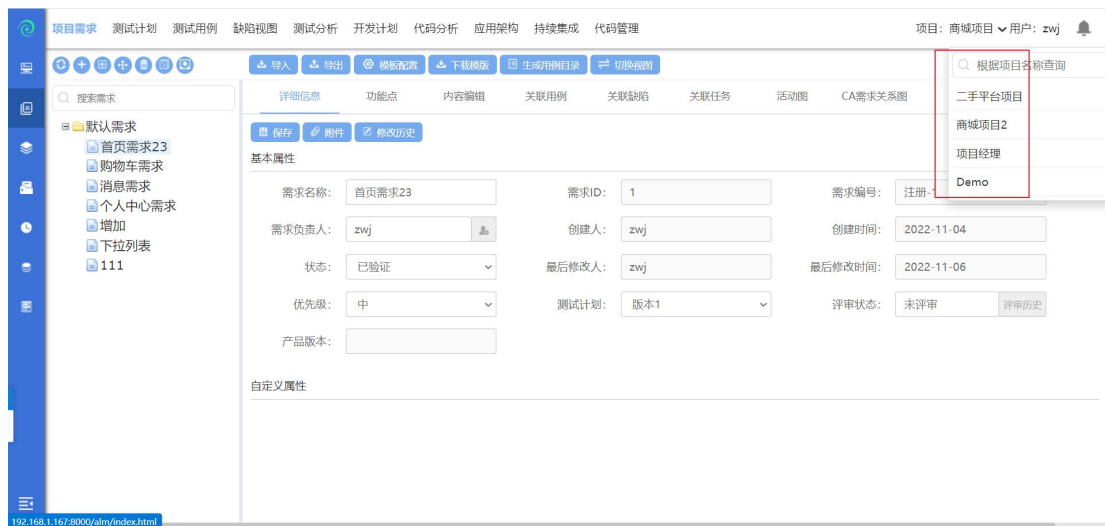 项目需求 测试计划 测试用例 缺陷视图 测试分析 开发计划 代码分析 应用架构 持续集成 代码管理 项目: 商城项目 用户: zwj
导入 导出 模板配置 下载模版 生成用例目录 切换视图
根据项目名称查询
二手平台项目
商城项目2
项目经理
Demo
搜索需求
默认需求
首页需求23
购物车需求
消息需求
个人中心需求
增加
下拉列表
111
详细信息 功能点 内容编辑 关联用例 关联缺陷 关联任务 活动图 CA需求关系图
保存 附件 修改历史
基本属性
需求名称: 首页需求23 需求ID: 1 需求编号: 注册-1
需求负责人: zwj 创建人: zwj 创建时间: 2022-11-04
状态: 已验证 最后修改人: zwj 最后修改时间: 2022-11-06
优先级: 中 测试计划: 版本1 评审状态: 未评审 评审历史
产品版本:
自定义属性
192.168.1.167:8000/alm/index.html